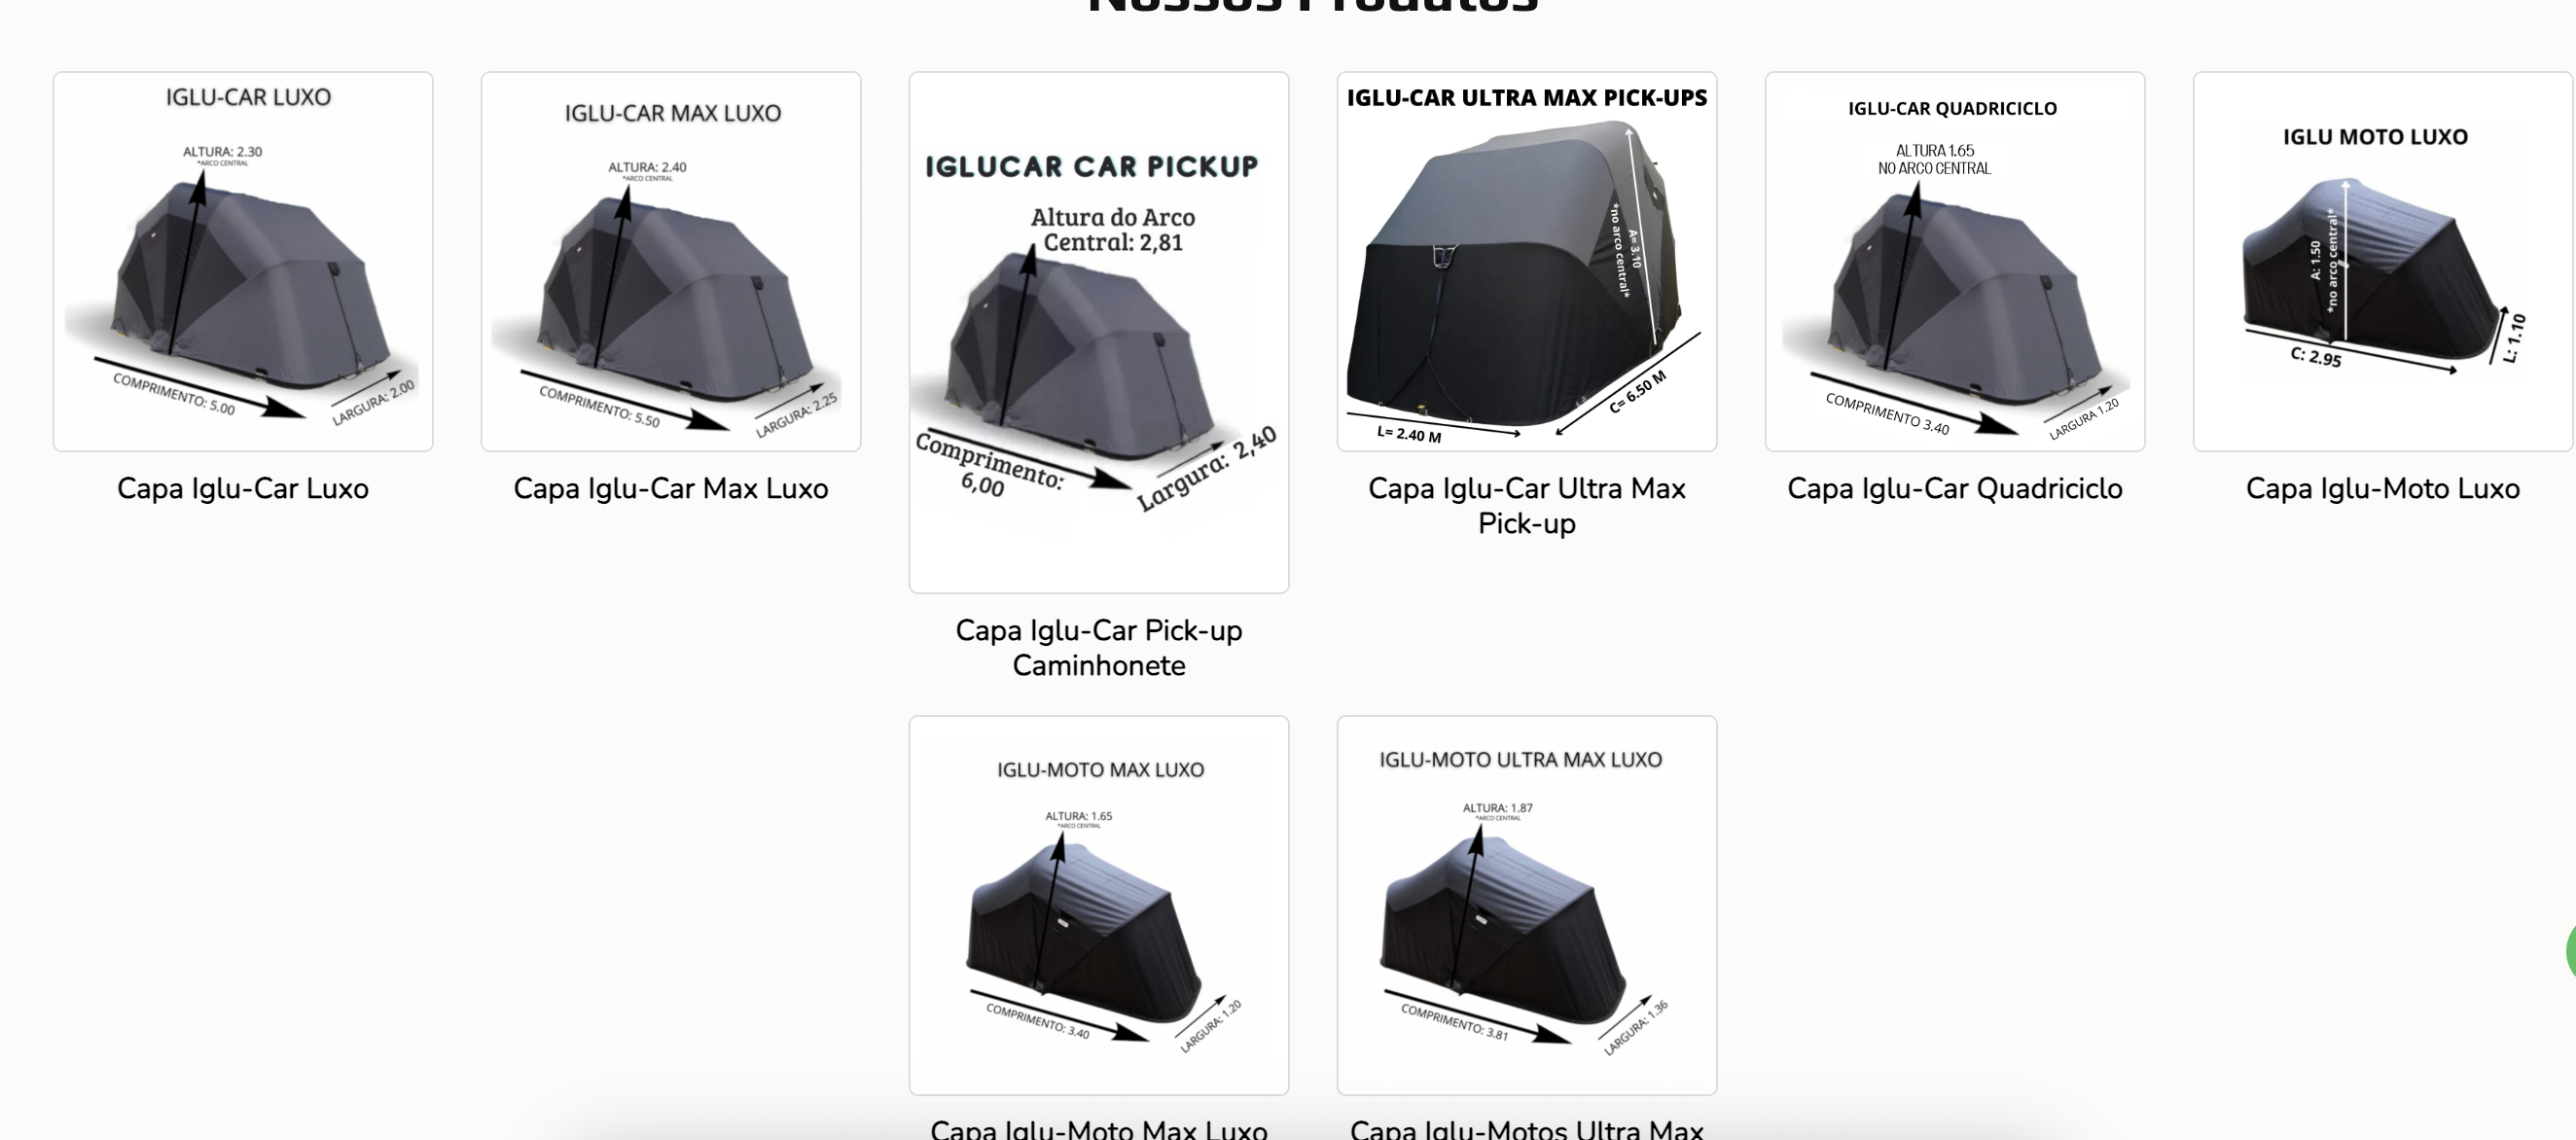 Nossos Produtos
IGLU-CAR LUXO
ALTURA: 2.30
*ARCO CENTRAL
COMPRIMENTO: 5.00
LARGURA: 2.00
Capa Iglu-Car Luxo
IGLU-CAR MAX LUXO
ALTURA: 2.40
*ARCO CENTRAL
COMPRIMENTO: 5.50
LARGURA: 2.25
Capa Iglu-Car Max Luxo
IGLUCAR CAR PICKUP
Altura do Arco
Central: 2,81
Comprimento:
6,00
Largura: 2,40
Capa Iglu-Car Pick-up
Caminhonete
IGLU-CAR ULTRA MAX PICK-UPS
A= 3.10
*no arco central*
C= 6.50 M
L= 2.40 M
Capa Iglu-Car Ultra Max
Pick-up
IGLU-CAR QUADRICICLO
ALTURA 1.65
NO ARCO CENTRAL
COMPRIMENTO 3.40
LARGURA 1.20
Capa Iglu-Car Quadriciclo
IGLU MOTO LUXO
A: 1.50
*no arco central*
C: 2.95
L: 1.10
Capa Iglu-Moto Luxo
IGLU-MOTO MAX LUXO
ALTURA: 1.65
*ARCO CENTRAL
COMPRIMENTO: 3.40
LARGURA: 1.20
Capa Iglu-Moto Max Luxo
IGLU-MOTO ULTRA MAX LUXO
ALTURA: 1.87
*ARCO CENTRAL
COMPRIMENTO: 3.81
LARGURA: 1.36
Capa Iglu-Motos Ultra Max